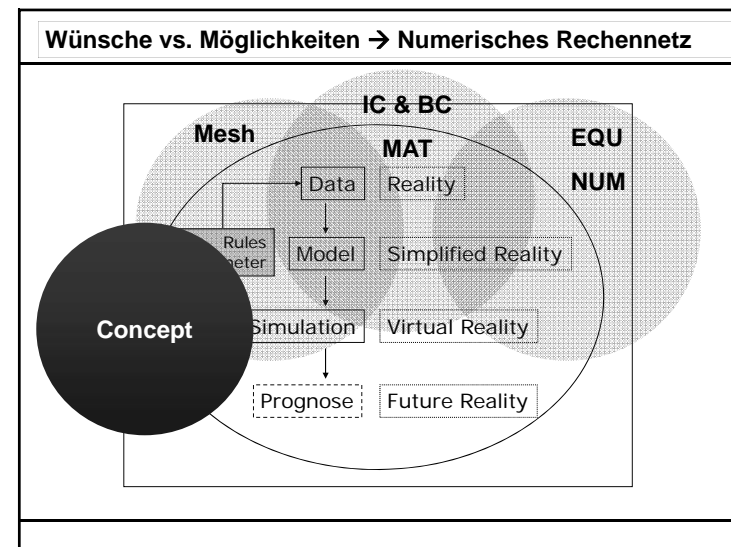 Wünsche vs. Möglichkeiten → Numerisches Rechennetz
IC & BC
Mesh
EQU
MAT
NUM
Data
Reality
Rules
Model
Simplified Reality
Concept
Simulation
Virtual Reality
Prognose
Future Reality